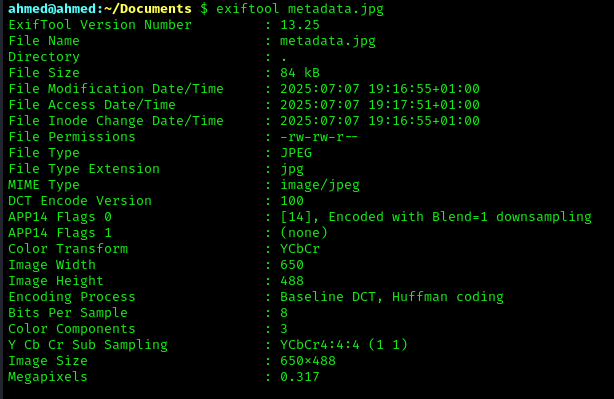 ahmed@ahmed:~/Documents $ exiftool metadata.jpg
ExifTool Version Number         : 13.25
File Name                       : metadata.jpg
Directory                       : .
File Size                       : 84 kB
File Modification Date/Time     : 2025:07:07 19:16:55+01:00
File Access Date/Time           : 2025:07:07 19:17:51+01:00
File Inode Change Date/Time     : 2025:07:07 19:16:55+01:00
File Permissions                : -rw-rw-r--
File Type                       : JPEG
File Type Extension             : jpg
MIME Type                       : image/jpeg
DCT Encode Version              : 100
APP14 Flags 0                   : [14], Encoded with Blend=1 downsampling
APP14 Flags 1                   : (none)
Color Transform                 : YCbCr
Image Width                     : 650
Image Height                    : 488
Encoding Process                : Baseline DCT, Huffman coding
Bits Per Sample                 : 8
Color Components                : 3
Y Cb Cr Sub Sampling            : YCbCr4:4:4 (1 1)
Image Size                      : 650×488
Megapixels                      : 0.317